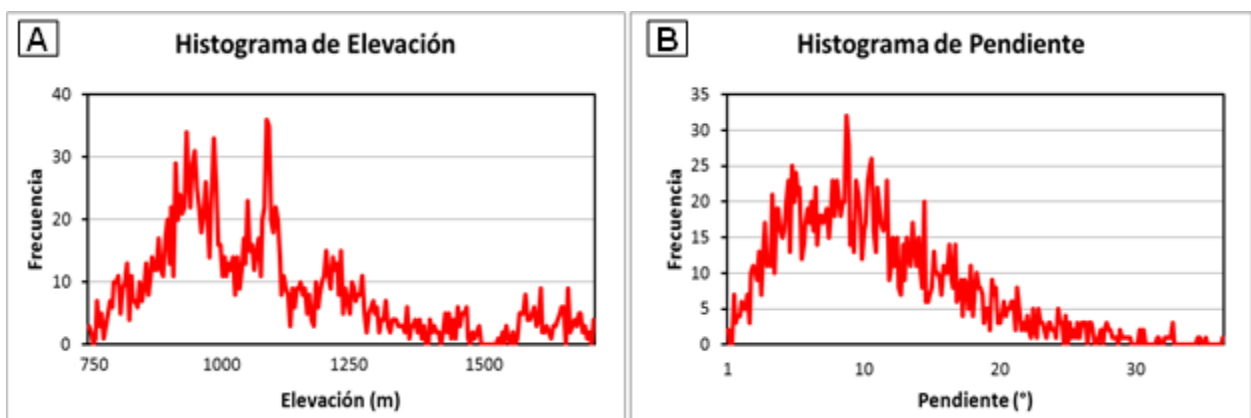 A
Histograma de Elevación
40
30
20
10
0
Frecuencia
750 1000 1250 1500
Elevación (m)
B
Histograma de Pendiente
35
30
25
20
15
10
5
0
Frecuencia
1 10 20 30
Pendiente (°)